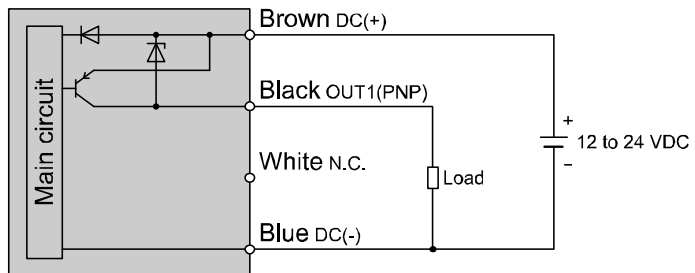 Brown DC(+)
Main circuit
Black OUT1(PNP)
+
12 to 24 VDC
−
White N.C.
Load
Blue DC(-)